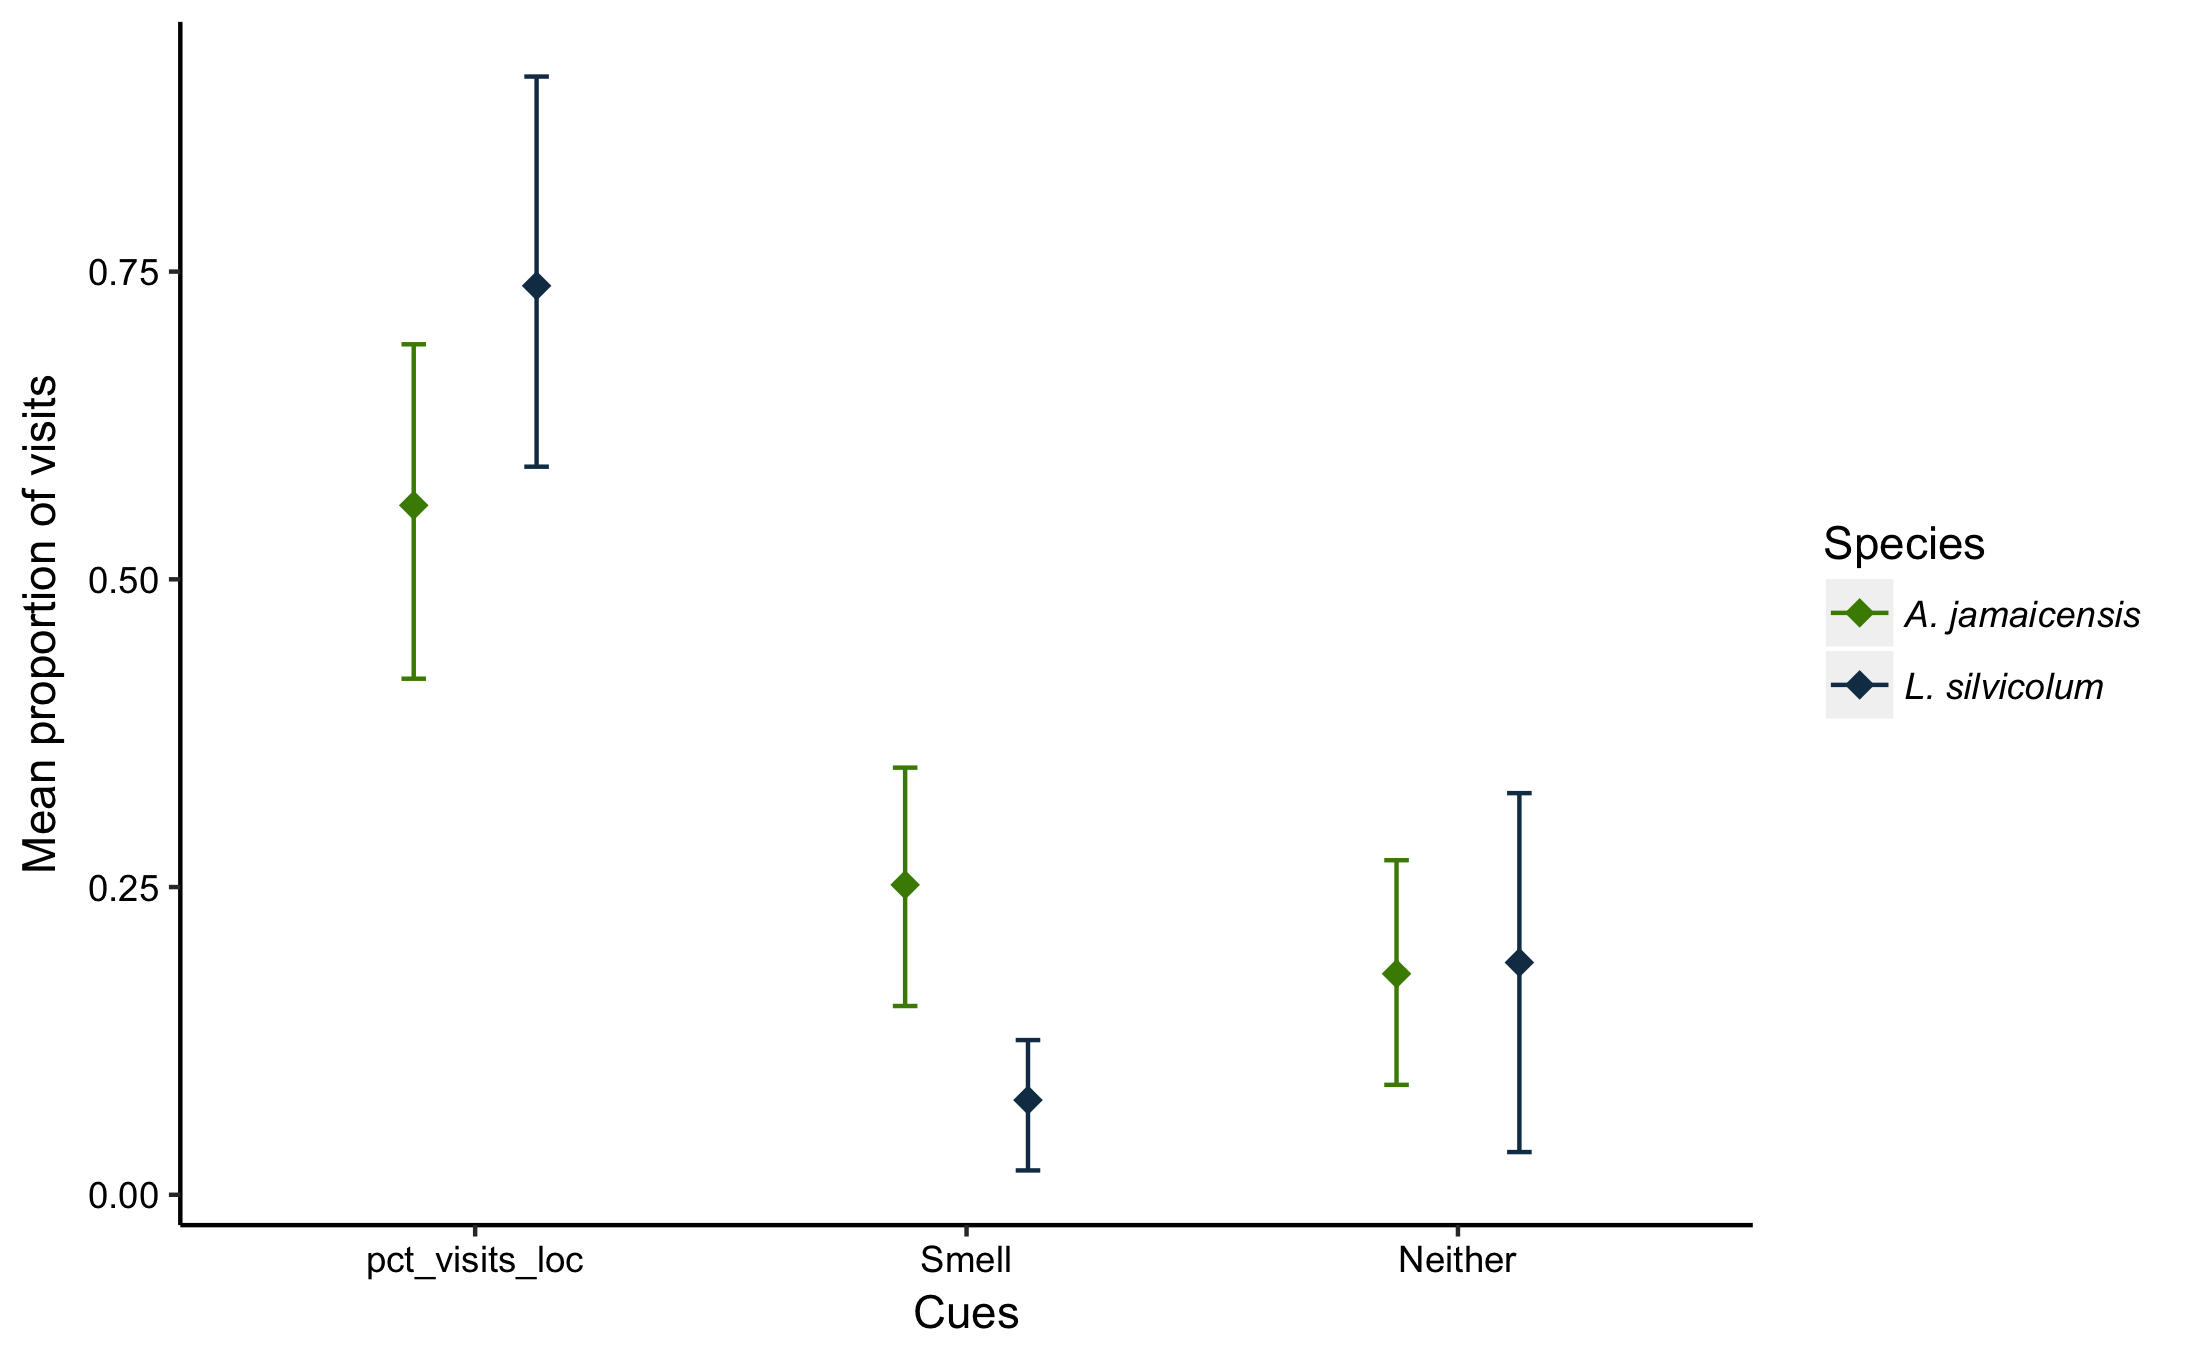 Mean proportion of visits
0.75
0.50
0.25
0.00
pct_visits_loc
Smell
Neither
Cues
Species
A. jamaicensis
L. silvicolum